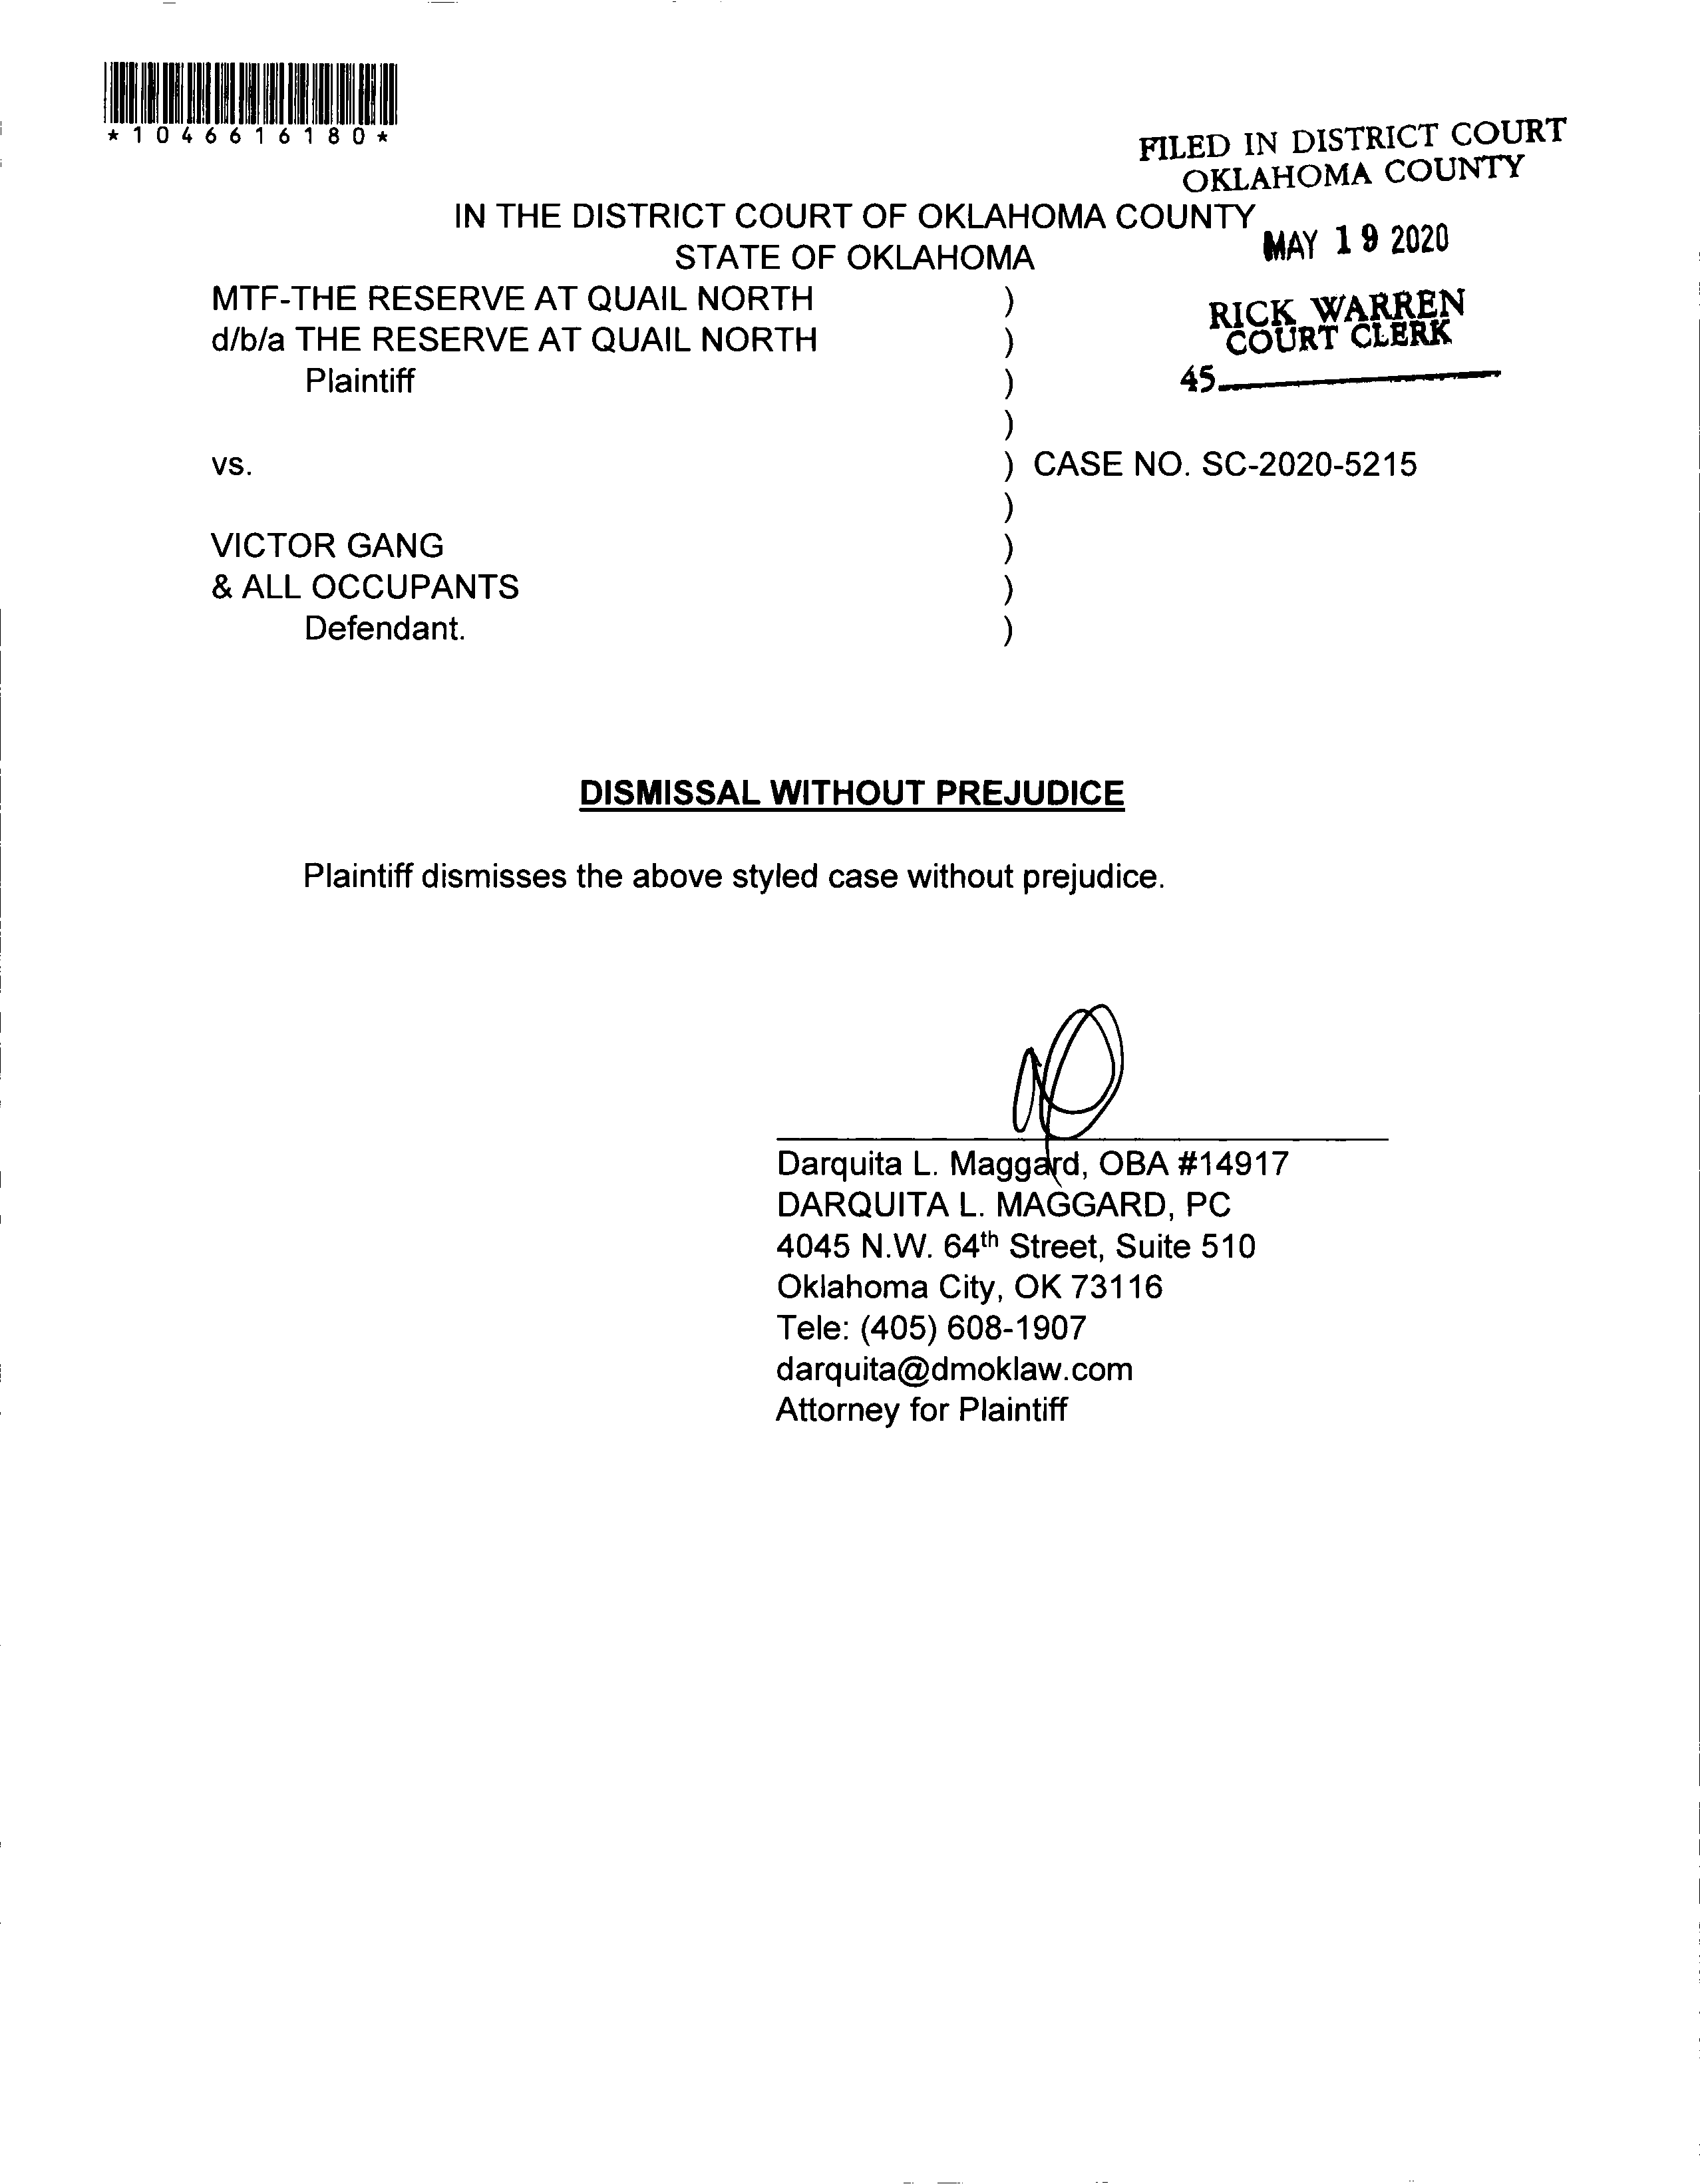 *1046616180*
FILED IN DISTRICT COURT
OKLAHOMA COUNTY
IN THE DISTRICT COURT OF OKLAHOMA COUNTY
MAY 19 2020
STATE OF OKLAHOMA
MTF-THE RESERVE AT QUAIL NORTH )
d/b/a THE RESERVE AT QUAIL NORTH )
Plaintiff )
)
RICK WARREN
COURT CLERK
45
vs. ) CASE NO. SC-2020-5215
)
VICTOR GANG )
& ALL OCCUPANTS )
Defendant. )
DISMISSAL WITHOUT PREJUDICE
Plaintiff dismisses the above styled case without prejudice.
Darquita L. Maggard, OBA #14917
DARQUITA L. MAGGARD, PC
4045 N.W. 64th Street, Suite 510
Oklahoma City, OK 73116
Tele: (405) 608-1907
darquita@dmoklaw.com
Attorney for Plaintiff